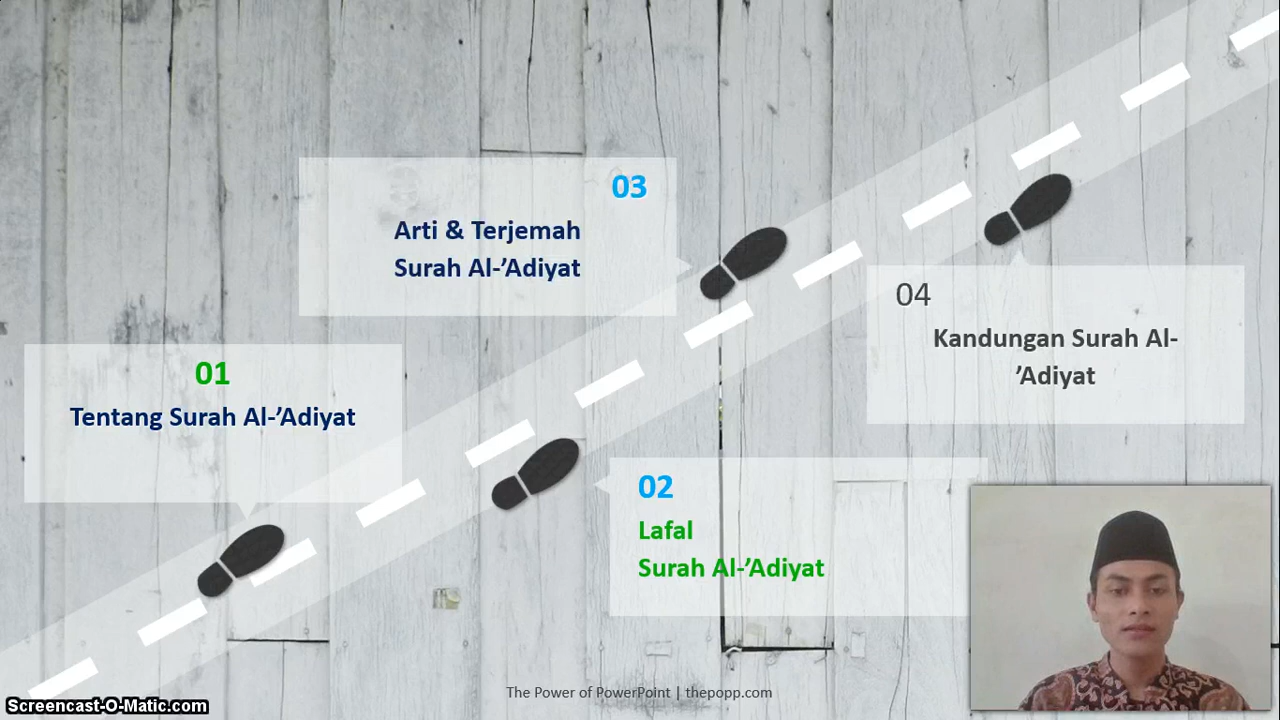 03
Arti & Terjemah
Surah Al-’Adiyat
04
Kandungan Surah Al-
’Adiyat
01
Tentang Surah Al-’Adiyat
02
Lafal
Surah Al-’Adiyat
The Power of PowerPoint | thepopp.com
Screencast-O-Matic.com